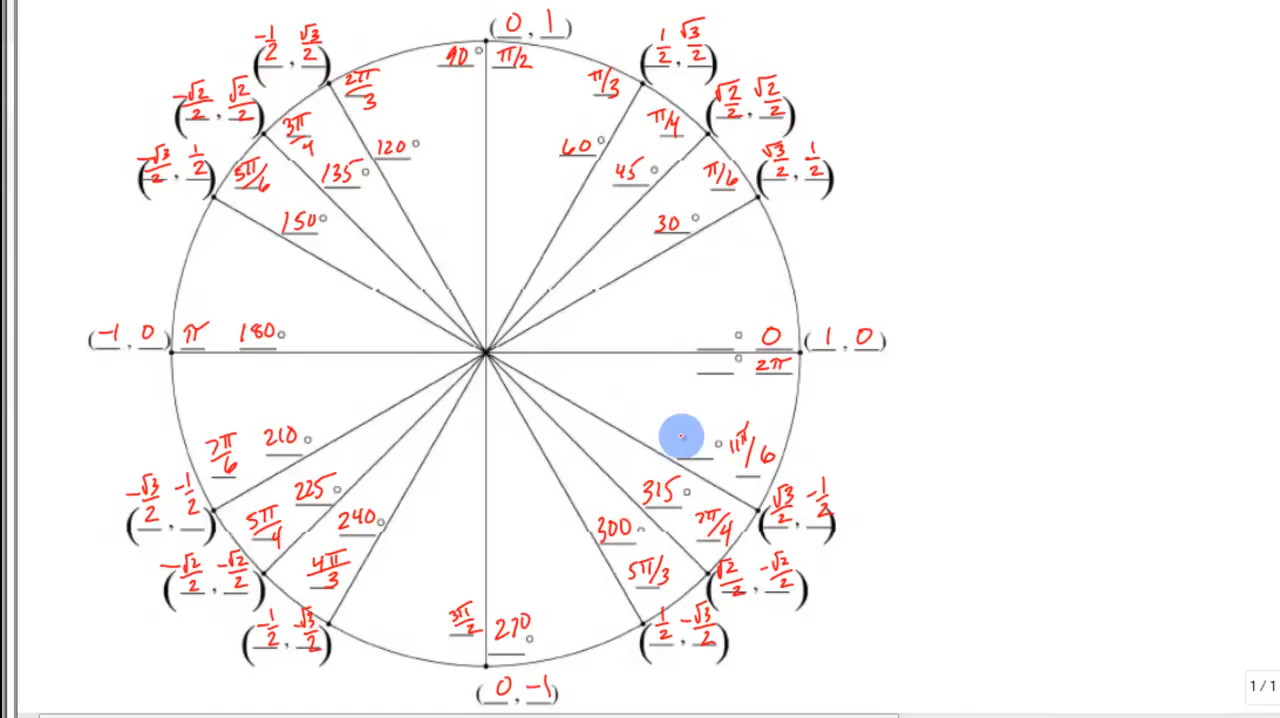 (0, 1)
(-1/2, √3/2) 90° π/2 (1/2, √3/2)
2π/3 π/3
(-√2/2, √2/2) (√2/2, √2/2)
3π/4 120° 60° π/4
(-√3/2, 1/2) 5π/6 135° 45° π/6 (√3/2, 1/2)
150° 30°
(-1, 0) π 180° ° 0 (1, 0)
° 2π
7π/6 210° ° 11π/6
(-√3/2, -1/2) 225° 315° (√3/2, -1/2)
5π/4 240° 300° 7π/4
(-√2/2, -√2/2) 4π/3 5π/3 (√2/2, -√2/2)
(-1/2, -√3/2) 3π/2 270° (1/2, -√3/2)
(0, -1)
1 / 1